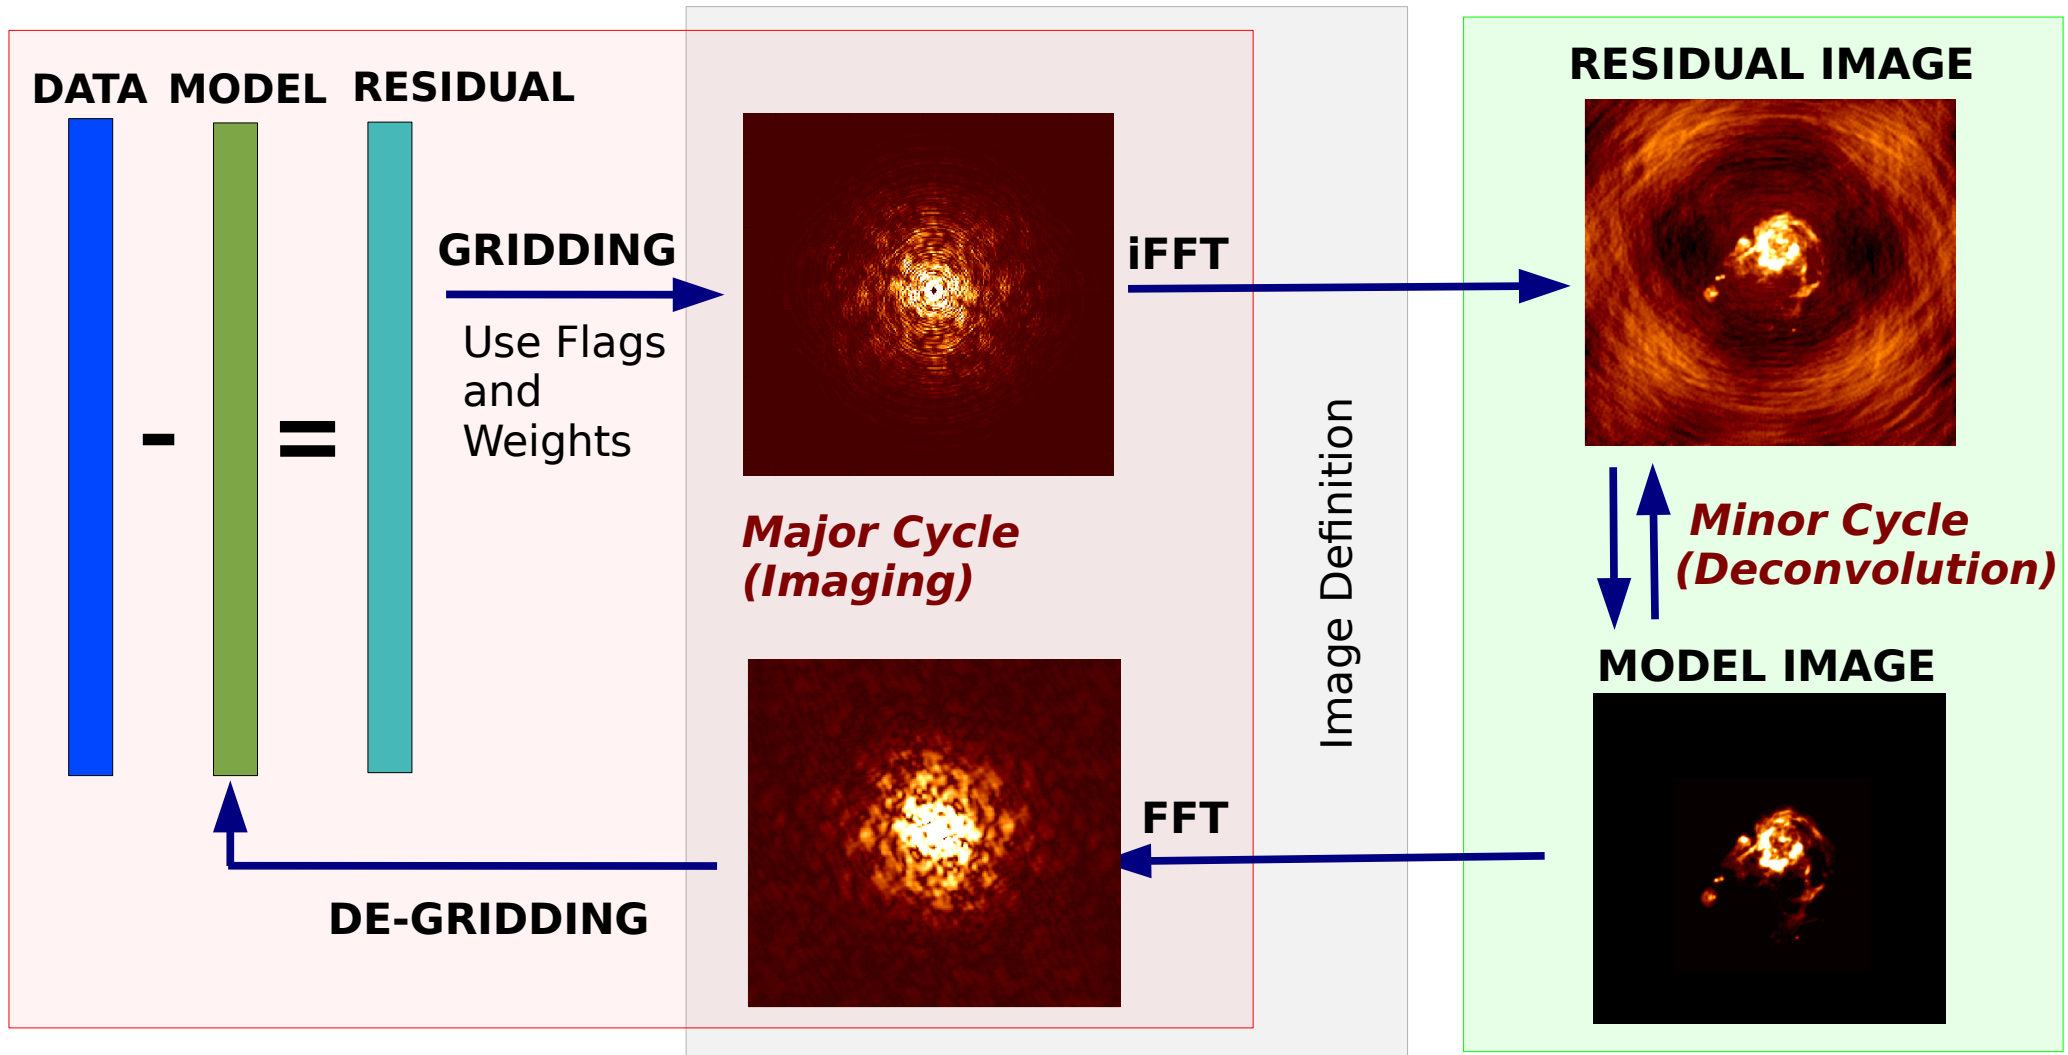 DATA MODEL RESIDUAL
-
=
GRIDDING
Use Flags
and
Weights
Major Cycle
(Imaging)
iFFT
Image Definition
FFT
DE-GRIDDING
RESIDUAL IMAGE
Minor Cycle
(Deconvolution)
MODEL IMAGE